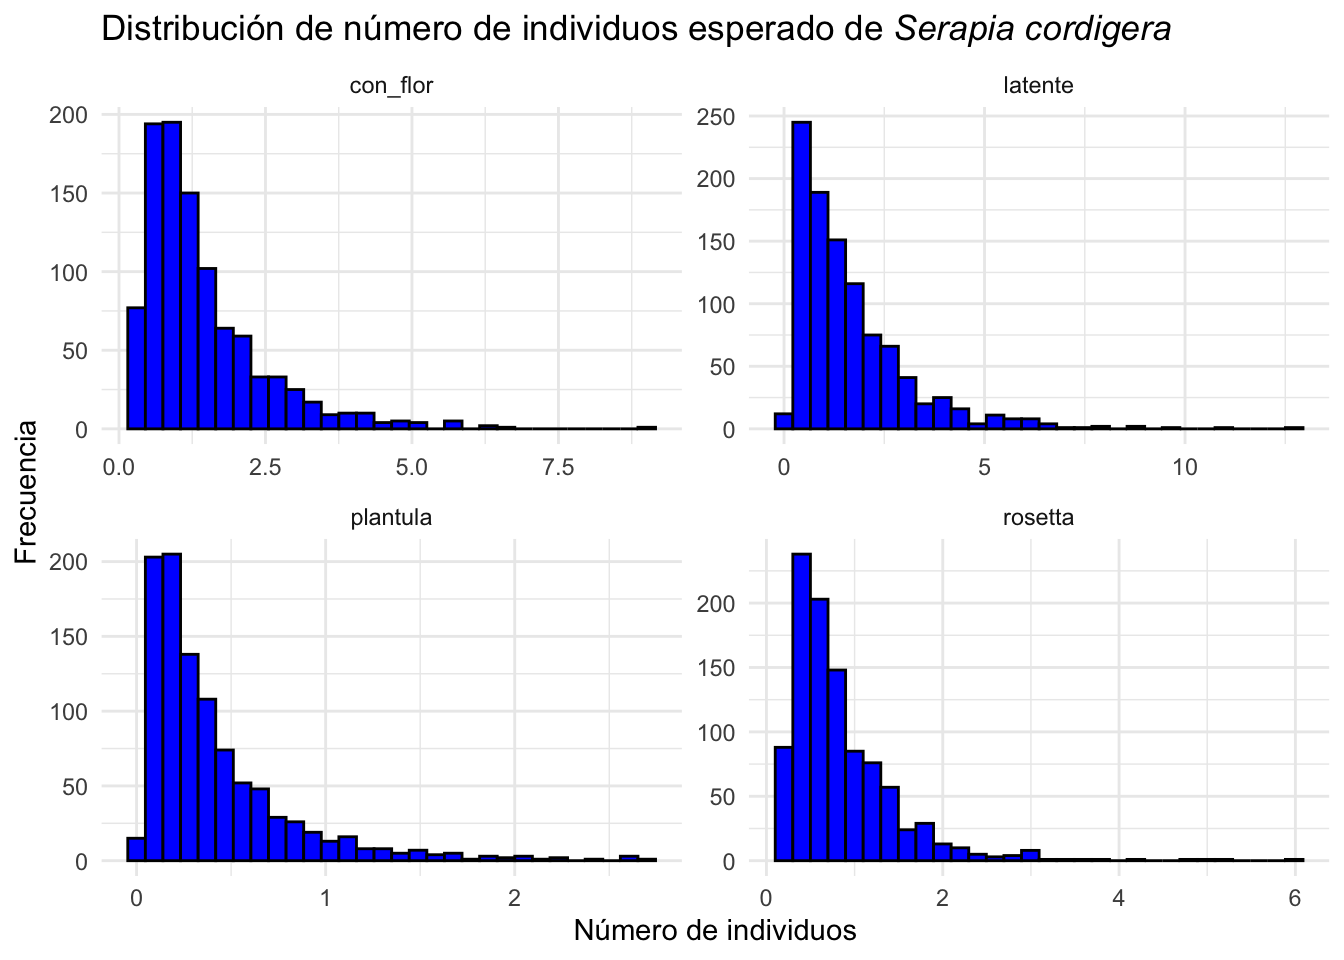 Distribución de número de individuos esperado de Serapia cordigera
con_flor
200
150
100
50
0
0.0 2.5 5.0 7.5
latente
250
200
150
100
50
0
0 5 10
Frecuencia
plantula
200
150
100
50
0
0 1 2
rosetta
200
150
100
50
0
0 2 4 6
Número de individuos